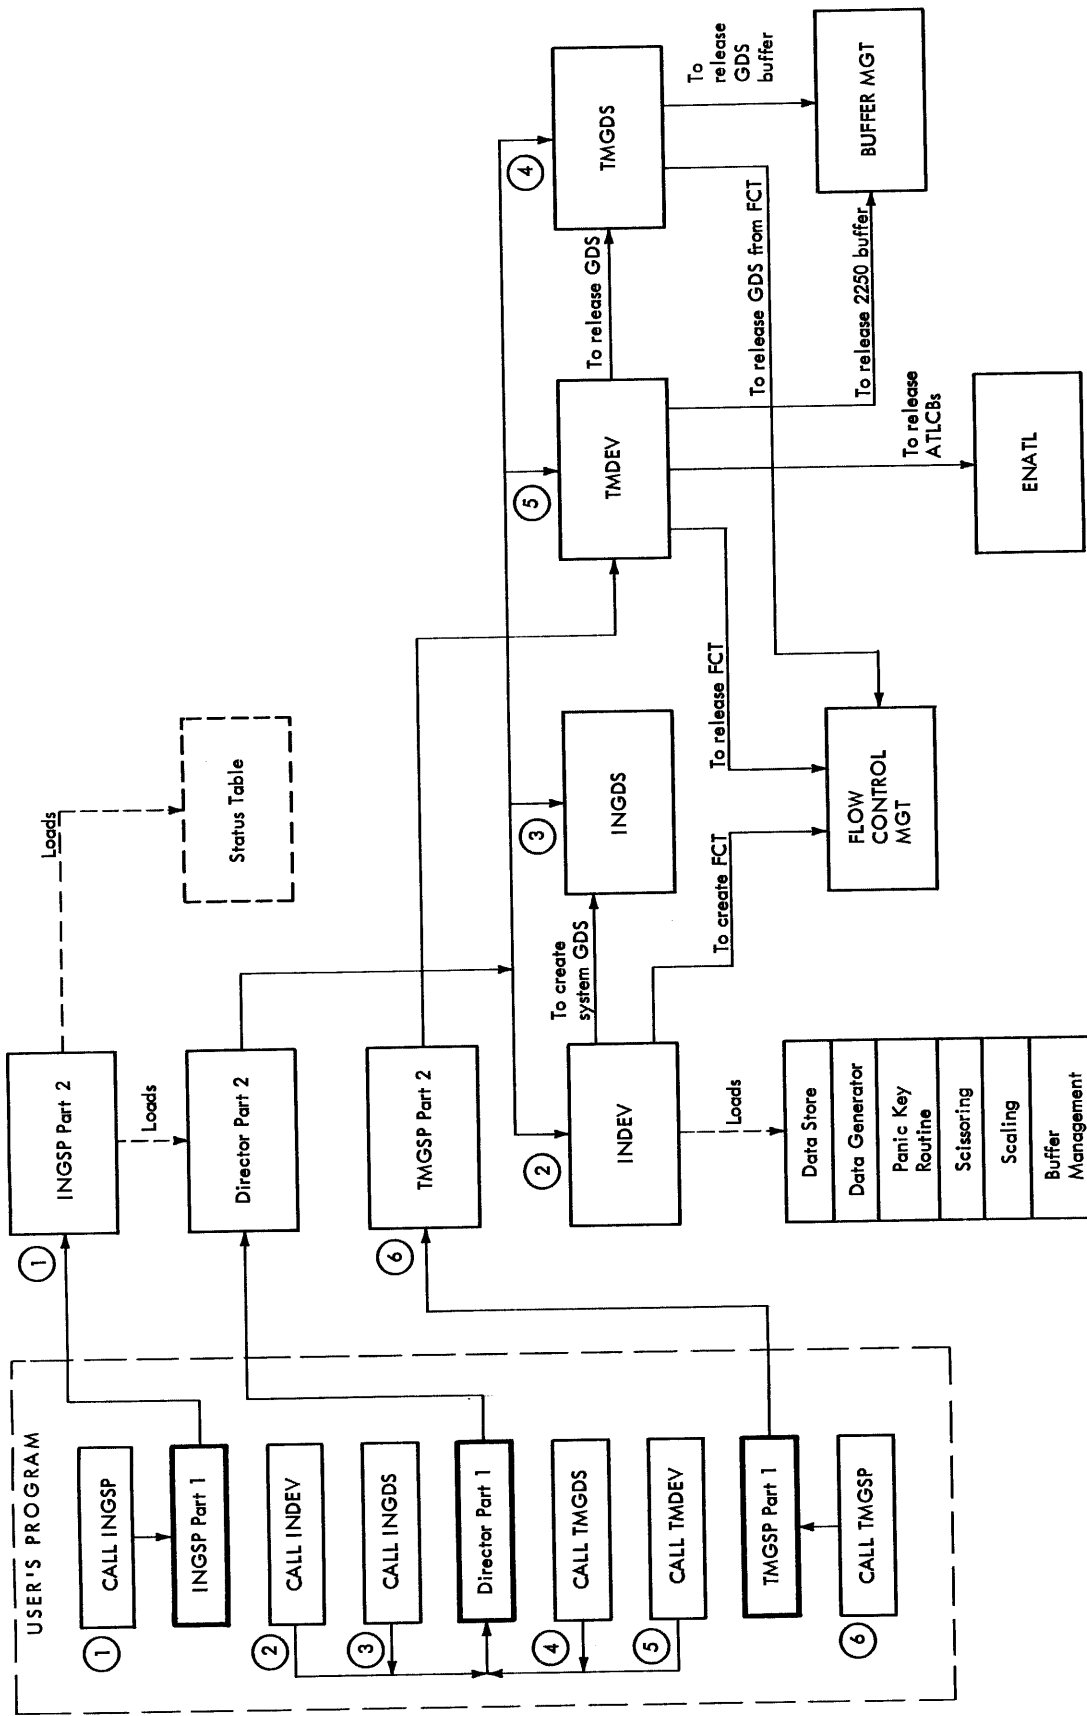 USER'S PROGRAM
1
CALL INGSP
INGSP Part 1
2
CALL INDEV
3
CALL INGDS
Director Part 1
4
CALL TMGDS
5
CALL TMDEV
TMGSP Part 1
6
CALL TMGSP
1
INGSP Part 2
Loads
Loads
Status Table
Director Part 2
6
TMGSP Part 2
2
INDEV
Loads
Data Store
Data Generator
Panic Key
Routine
Scissoring
Scaling
Buffer
Management
To create
system GDS
To create FCT
3
INGDS
FLOW
CONTROL
MGT
To release FCT
5
TMDEV
To release GDS
To release
ATLCBs
ENATL
To release 2250 buffer
To release GDS from FCT
4
TMGDS
To
release
GDS
buffer
BUFFER MGT